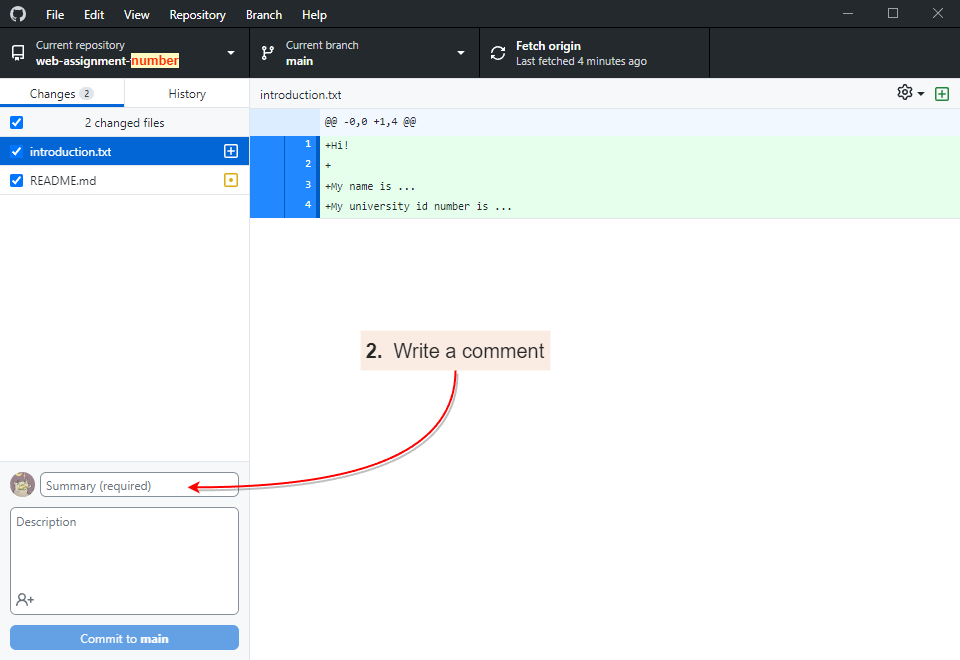 File Edit View Repository Branch Help
Current repository
web-assignment-number
Current branch
main
Fetch origin
Last fetched 4 minutes ago
Changes 2
History
introduction.txt
2 changed files
@@ -0,0 +1,4 @@
introduction.txt
README.md
1 +Hi!
2 +
3 +My name is ...
4 +My university id number is ...
2. Write a comment
Summary (required)
Description
Commit to main